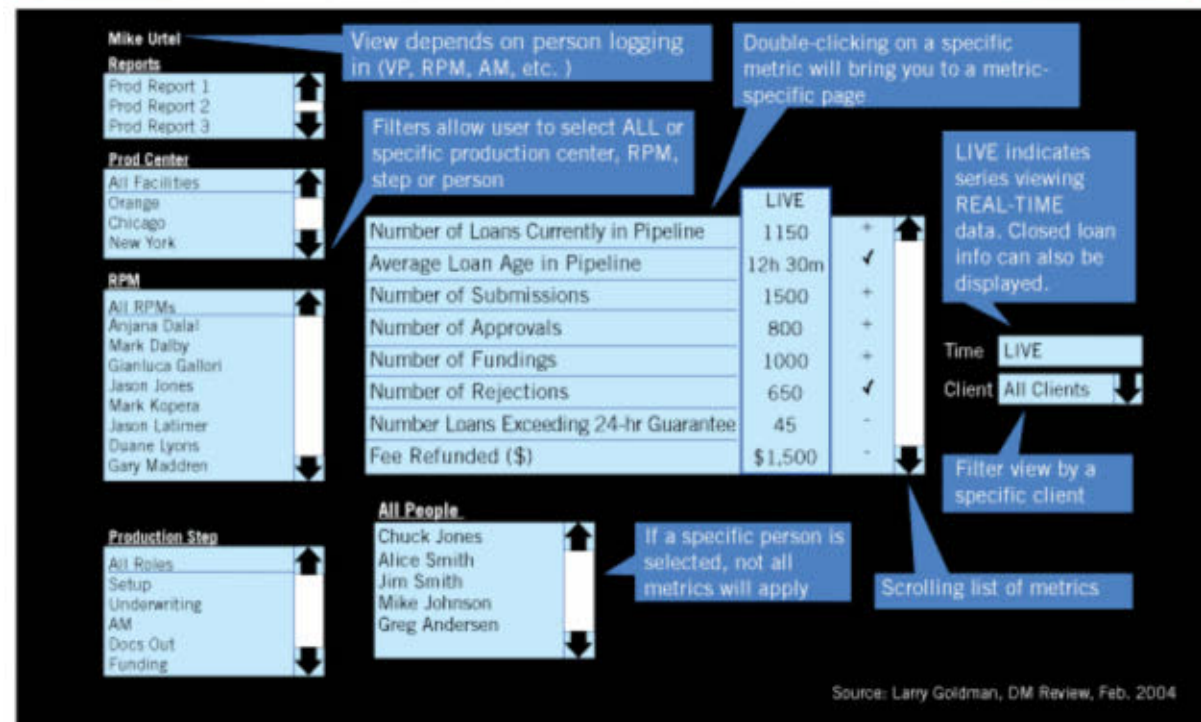 Mike Urtel
View depends on person logging
in (VP, RPM, AM, etc. )
Double-clicking on a specific
metric will bring you to a metric-
specific page
Reports
Prod Report 1
Prod Report 2
Prod Report 3
Filters allow user to select ALL or
specific production center, RPM,
step or person
LIVE indicates
series viewing
REAL-TIME
data. Closed loan
info can also be
displayed.
Prod Center
All Facilities
Orange
Chicago
New York
LIVE
Number of Loans Currently in Pipeline 1150 +
Average Loan Age in Pipeline 12h 30m ✓
Number of Submissions 1500 +
Number of Approvals 800 +
Number of Fundings 1000 +
Number of Rejections 650 ✓
Number Loans Exceeding 24-hr Guarantee 45 -
Fee Refunded ($) $1,500 -
Time LIVE
Client All Clients
RPM
All RPMs
Anjana Dalal
Mark Dalby
Gianluca Gallori
Jason Jones
Mark Kopera
Jason Latimer
Duane Lyons
Gary Maddren
Filter view by a
specific client
Production Step
All Roles
Setup
Underwriting
AM
Docs Out
Funding
All People
Chuck Jones
Alice Smith
Jim Smith
Mike Johnson
Greg Andersen
If a specific person is
selected, not all
metrics will apply
Scrolling list of metrics
Source: Larry Goldman, DM Review, Feb. 2004